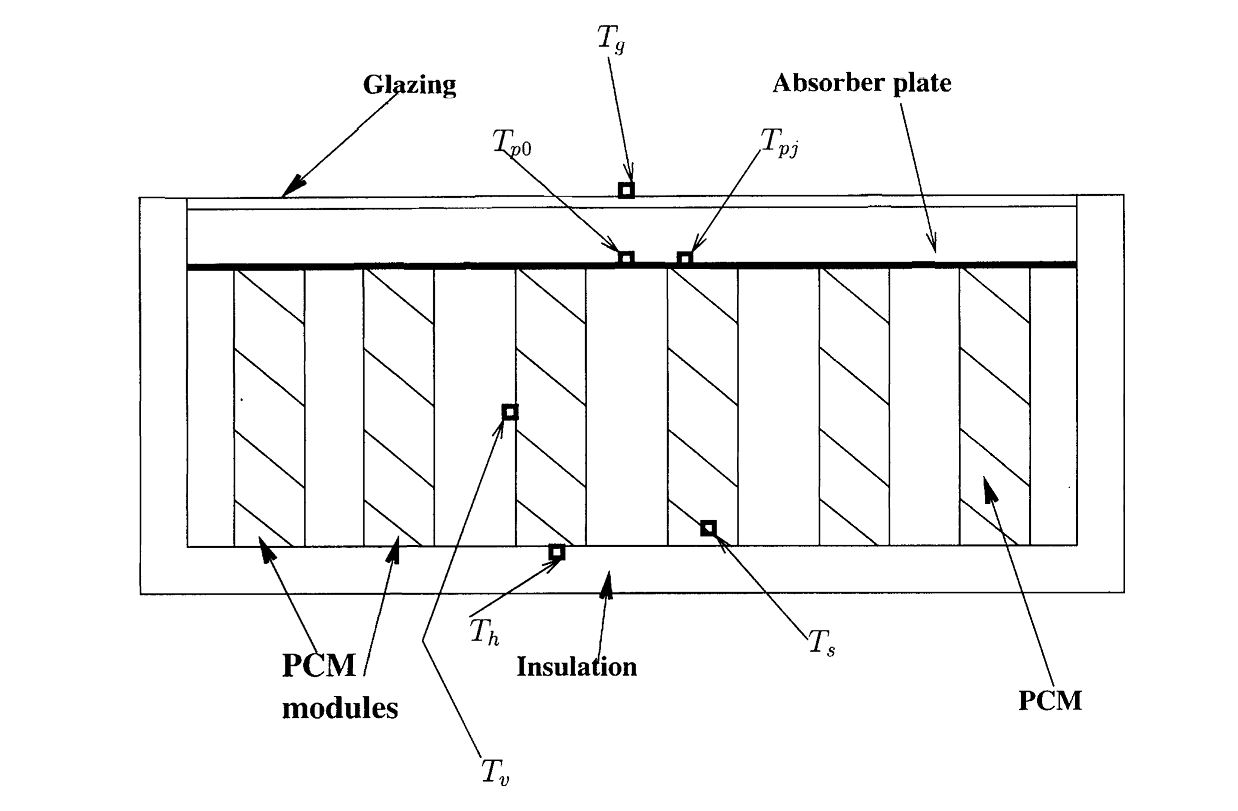 T_g
Glazing
Absorber plate
T_{p0}
T_{pj}
T_h
T_s
PCM
modules
Insulation
PCM
T_v